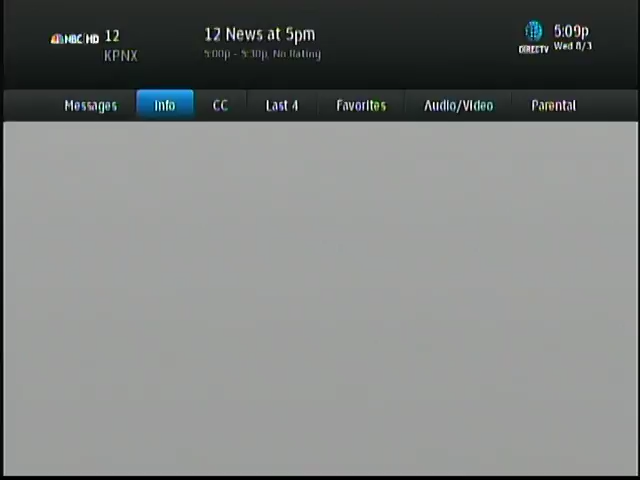 NBC HD 12
KPNX
12 News at 5pm
5:00p - 5:30p, No Rating
DIRECTV
5:09p
Wed 8/3
Messages Info CC Last 4 Favorites Audio/Video Parental